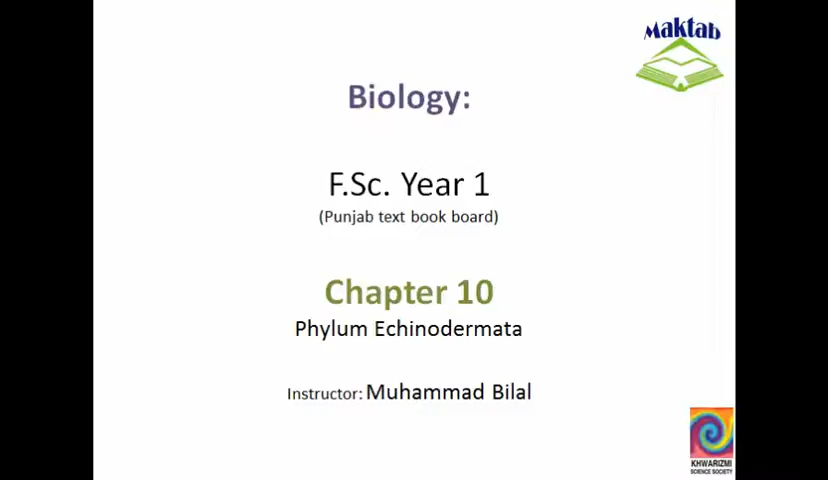 Maktab
Biology:
F.Sc. Year 1
(Punjab text book board)
Chapter 10
Phylum Echinodermata
Instructor: Muhammad Bilal
KHWARIZMI
SCIENCE SOCIETY